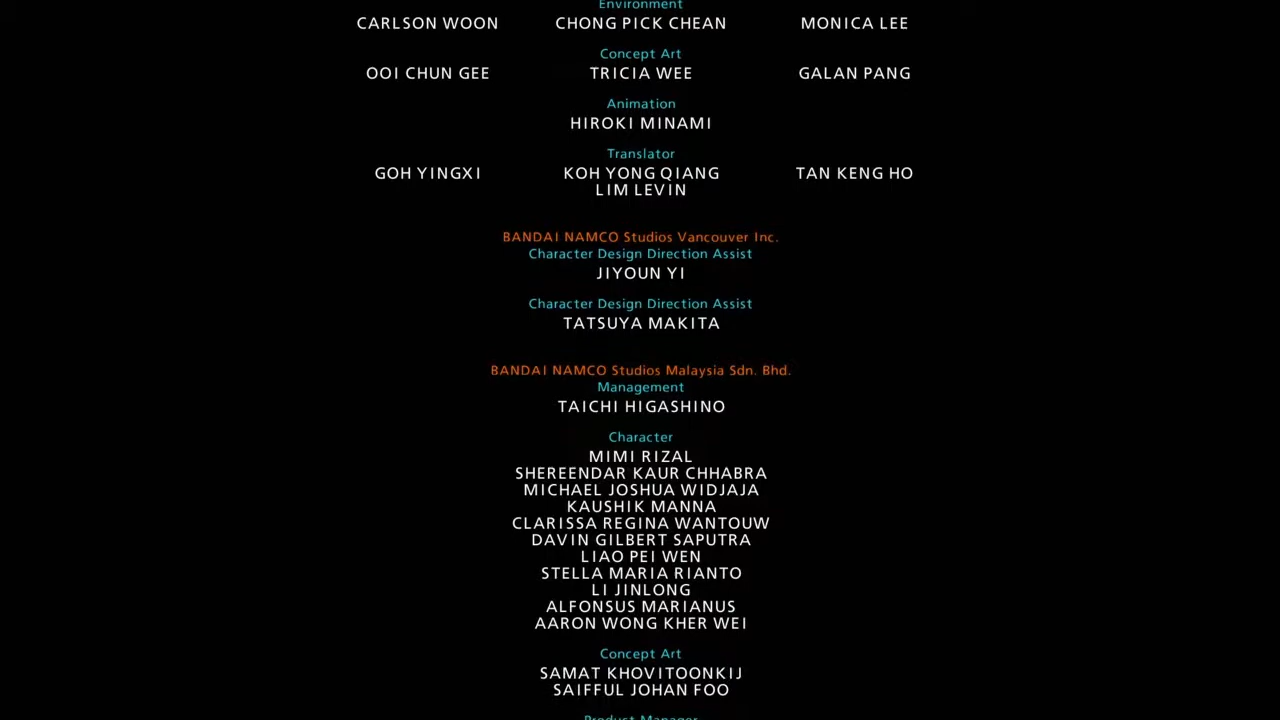 Environment
CARLSON WOON CHONG PICK CHEAN MONICA LEE
Concept Art
OOI CHUN GEE TRICIA WEE GALAN PANG
Animation
HIROKI MINAMI
Translator
GOH YINGXI KOH YONG QIANG TAN KENG HO
LIM LEVIN
BANDAI NAMCO Studios Vancouver Inc.
Character Design Direction Assist
JIYOUN YI
Character Design Direction Assist
TATSUYA MAKITA
BANDAI NAMCO Studios Malaysia Sdn. Bhd.
Management
TAICHI HIGASHINO
Character
MIMI RIZAL
SHEREENDAR KAUR CHHABRA
MICHAEL JOSHUA WIDJAJA
KAUSHIK MANNA
CLARISSA REGINA WANTOUW
DAVIN GILBERT SAPUTRA
LIAO PEI WEN
STELLA MARIA RIANTO
LI JINLONG
ALFONSUS MARIANUS
AARON WONG KHER WEI
Concept Art
SAMAT KHOVITOONKIJ
SAIFFUL JOHAN FOO
Product Manager